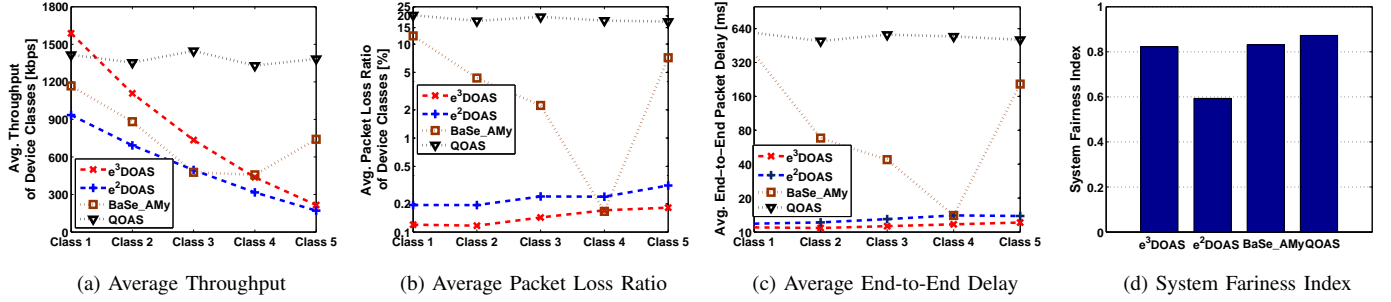 Avg. Throughput
of Device Classes [kbps]
1800
1500
1200
900
600
300
0
e³DOAS
e²DOAS
BaSe_AMy
QOAS
Class 1 Class 2 Class 3 Class 4 Class 5
(a) Average Throughput
Avg. Packet Loss Ratio
of Device Classes [%]
25
20
15
10
5
2
1
0.5
0.2
0.1
e³DOAS
e²DOAS
BaSe_AMy
QOAS
Class 1 Class 2 Class 3 Class 4 Class 5
(b) Average Packet Loss Ratio
Avg. End-to-End Packet Delay [ms]
640
320
160
80
40
20
10
e³DOAS
e²DOAS
BaSe_AMy
QOAS
Class 1 Class 2 Class 3 Class 4 Class 5
(c) Average End-to-End Delay
System Fairness Index
1
0.8
0.6
0.4
0.2
0
e³DOAS e²DOAS BaSe_AMy QOAS
(d) System Fariness Index